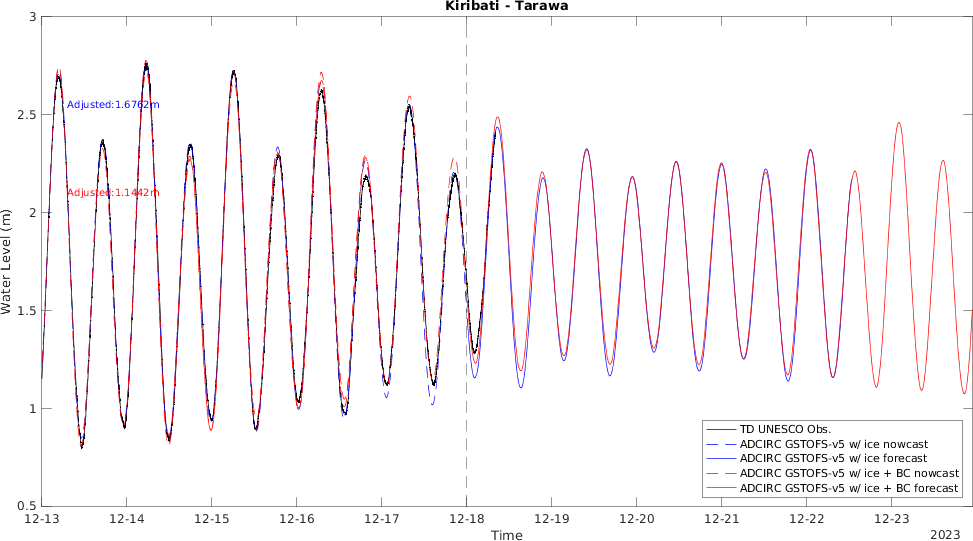 Kiribati - Tarawa
3
2.5
2
1.5
1
0.5
Water Level (m)
Adjusted:1.6762m
Adjusted:1.1442m
TD UNESCO Obs.
ADCIRC GSTOFS-v5 w/ ice nowcast
ADCIRC GSTOFS-v5 w/ ice forecast
ADCIRC GSTOFS-v5 w/ ice + BC nowcast
ADCIRC GSTOFS-v5 w/ ice + BC forecast
12-13 12-14 12-15 12-16 12-17 12-18 12-19 12-20 12-21 12-22 12-23
Time
2023